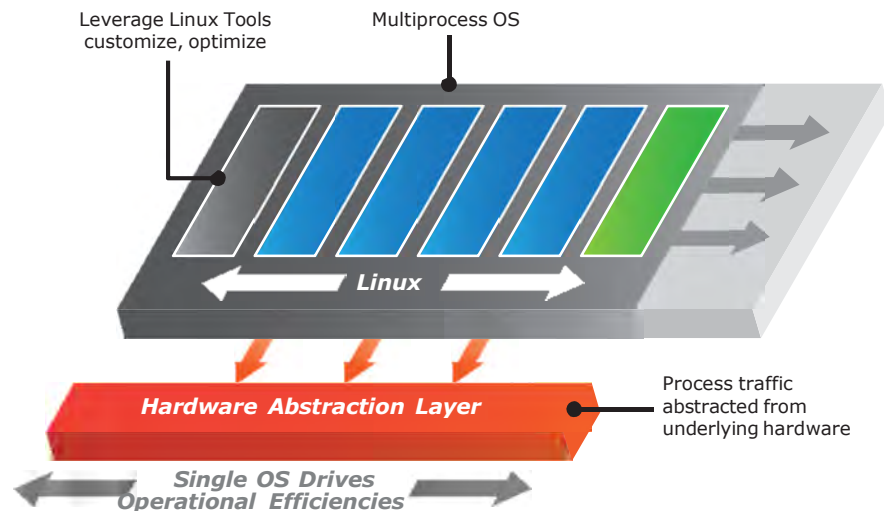 Leverage Linux Tools
customize, optimize
Multiprocess OS
Linux
Hardware Abstraction Layer
Process traffic
abstracted from
underlying hardware
Single OS Drives
Operational Efficiencies